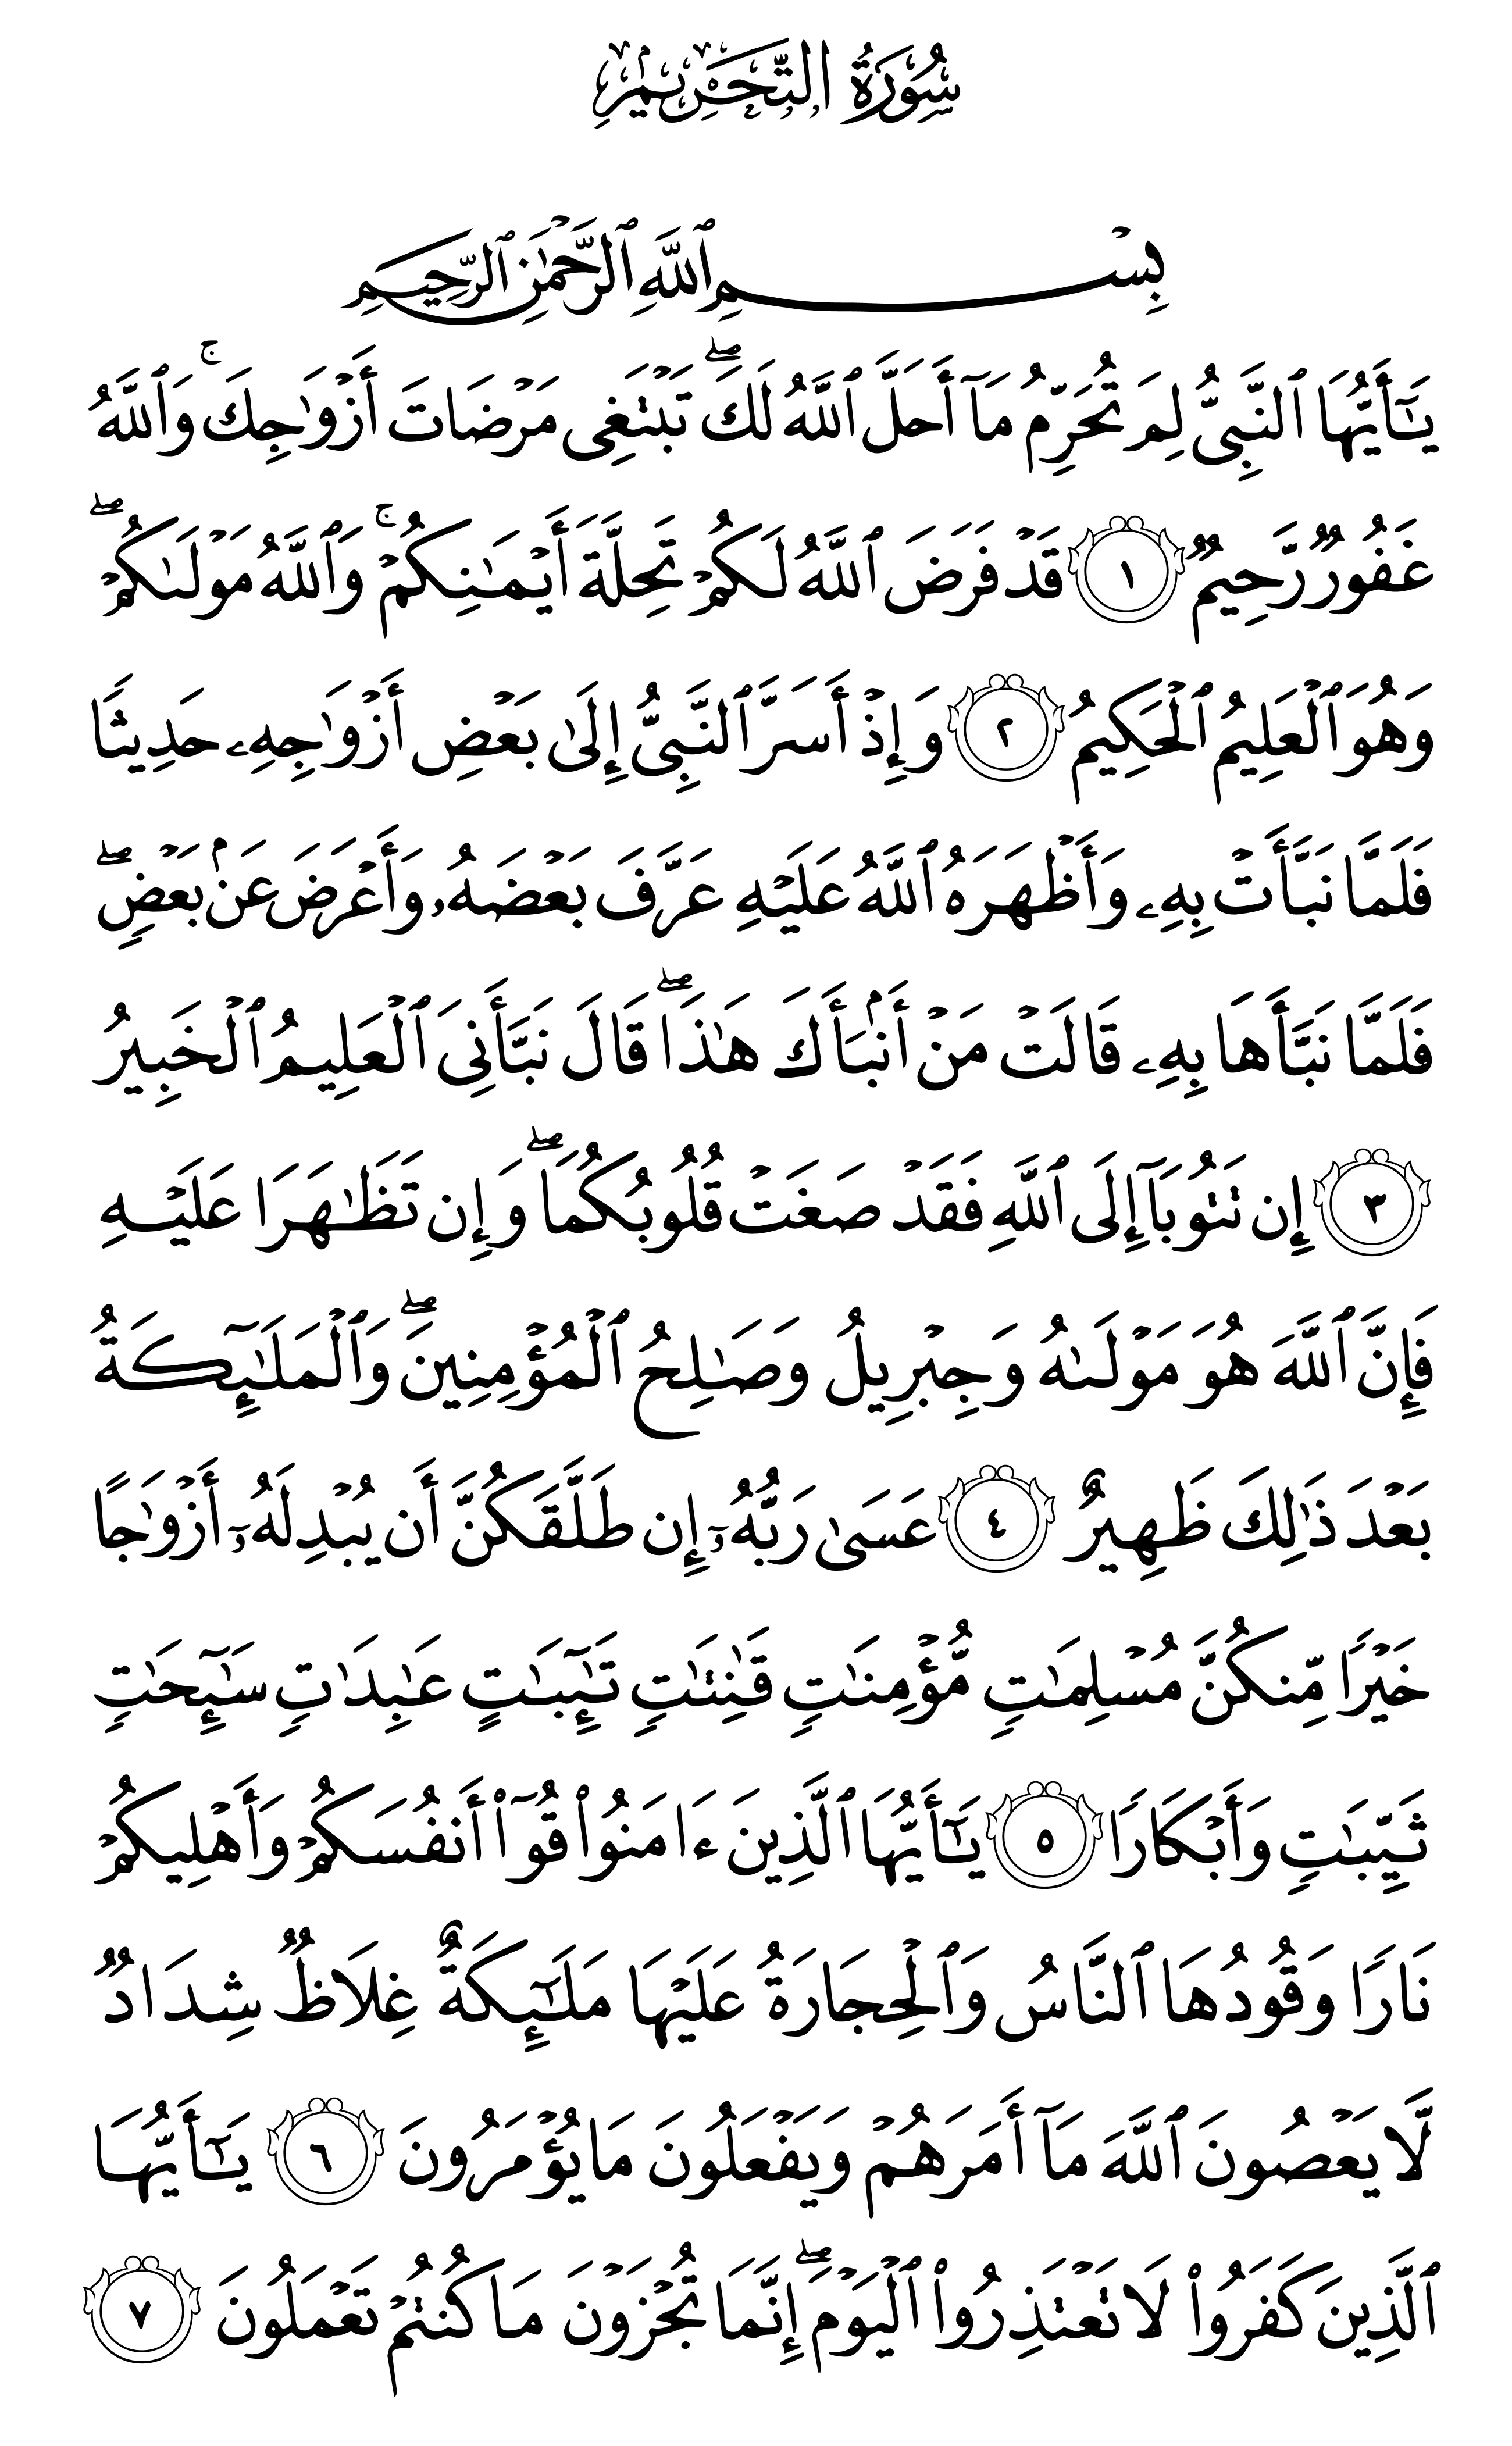 سُورَةُ التَّحْرِيمِ
بِسْمِ ٱللَّهِ ٱلرَّحْمَٰنِ ٱلرَّحِيمِ
يَٰٓأَيُّهَا ٱلنَّبِىُّ لِمَ تُحَرِّمُ مَآ أَحَلَّ ٱللَّهُ لَكَ ۖ تَبْتَغِى مَرْضَاتَ أَزْوَٰجِكَ ۚ وَٱللَّهُ
غَفُورٌ رَّحِيمٌ ١ قَدْ فَرَضَ ٱللَّهُ لَكُمْ تَحِلَّةَ أَيْمَٰنِكُمْ ۚ وَٱللَّهُ مَوْلَىٰكُمْ ۖ
وَهُوَ ٱلْعَلِيمُ ٱلْحَكِيمُ ٢ وَإِذْ أَسَرَّ ٱلنَّبِىُّ إِلَىٰ بَعْضِ أَزْوَٰجِهِۦ حَدِيثًا
فَلَمَّا نَبَّأَتْ بِهِۦ وَأَظْهَرَهُ ٱللَّهُ عَلَيْهِ عَرَّفَ بَعْضَهُۥ وَأَعْرَضَ عَنۢ بَعْضٍ ۖ
فَلَمَّا نَبَّأَهَا بِهِۦ قَالَتْ مَنْ أَنۢبَأَكَ هَٰذَا ۖ قَالَ نَبَّأَنِىَ ٱلْعَلِيمُ ٱلْخَبِيرُ
٣ إِن تَتُوبَآ إِلَى ٱللَّهِ فَقَدْ صَغَتْ قُلُوبُكُمَا ۖ وَإِن تَظَٰهَرَا عَلَيْهِ
فَإِنَّ ٱللَّهَ هُوَ مَوْلَىٰهُ وَجِبْرِيلُ وَصَٰلِحُ ٱلْمُؤْمِنِينَ ۖ وَٱلْمَلَٰٓئِكَةُ
بَعْدَ ذَٰلِكَ ظَهِيرٌ ٤ عَسَىٰ رَبُّهُۥٓ إِن طَلَّقَكُنَّ أَن يُبْدِلَهُۥٓ أَزْوَٰجًا
خَيْرًا مِّنكُنَّ مُسْلِمَٰتٍ مُّؤْمِنَٰتٍ قَٰنِتَٰتٍ تَٰٓئِبَٰتٍ عَٰبِدَٰتٍ سَٰٓئِحَٰتٍ
ثَيِّبَٰتٍ وَأَبْكَارًا ٥ يَٰٓأَيُّهَا ٱلَّذِينَ ءَامَنُوا۟ قُوٓا۟ أَنفُسَكُمْ وَأَهْلِيكُمْ
نَارًا وَقُودُهَا ٱلنَّاسُ وَٱلْحِجَارَةُ عَلَيْهَا مَلَٰٓئِكَةٌ غِلَاظٌ شِدَادٌ
لَّا يَعْصُونَ ٱللَّهَ مَآ أَمَرَهُمْ وَيَفْعَلُونَ مَا يُؤْمَرُونَ ٦ يَٰٓأَيُّهَا
ٱلَّذِينَ كَفَرُوا۟ لَا تَعْتَذِرُوا۟ ٱلْيَوْمَ ۖ إِنَّمَا تُجْزَوْنَ مَا كُنتُمْ تَعْمَلُونَ ٧